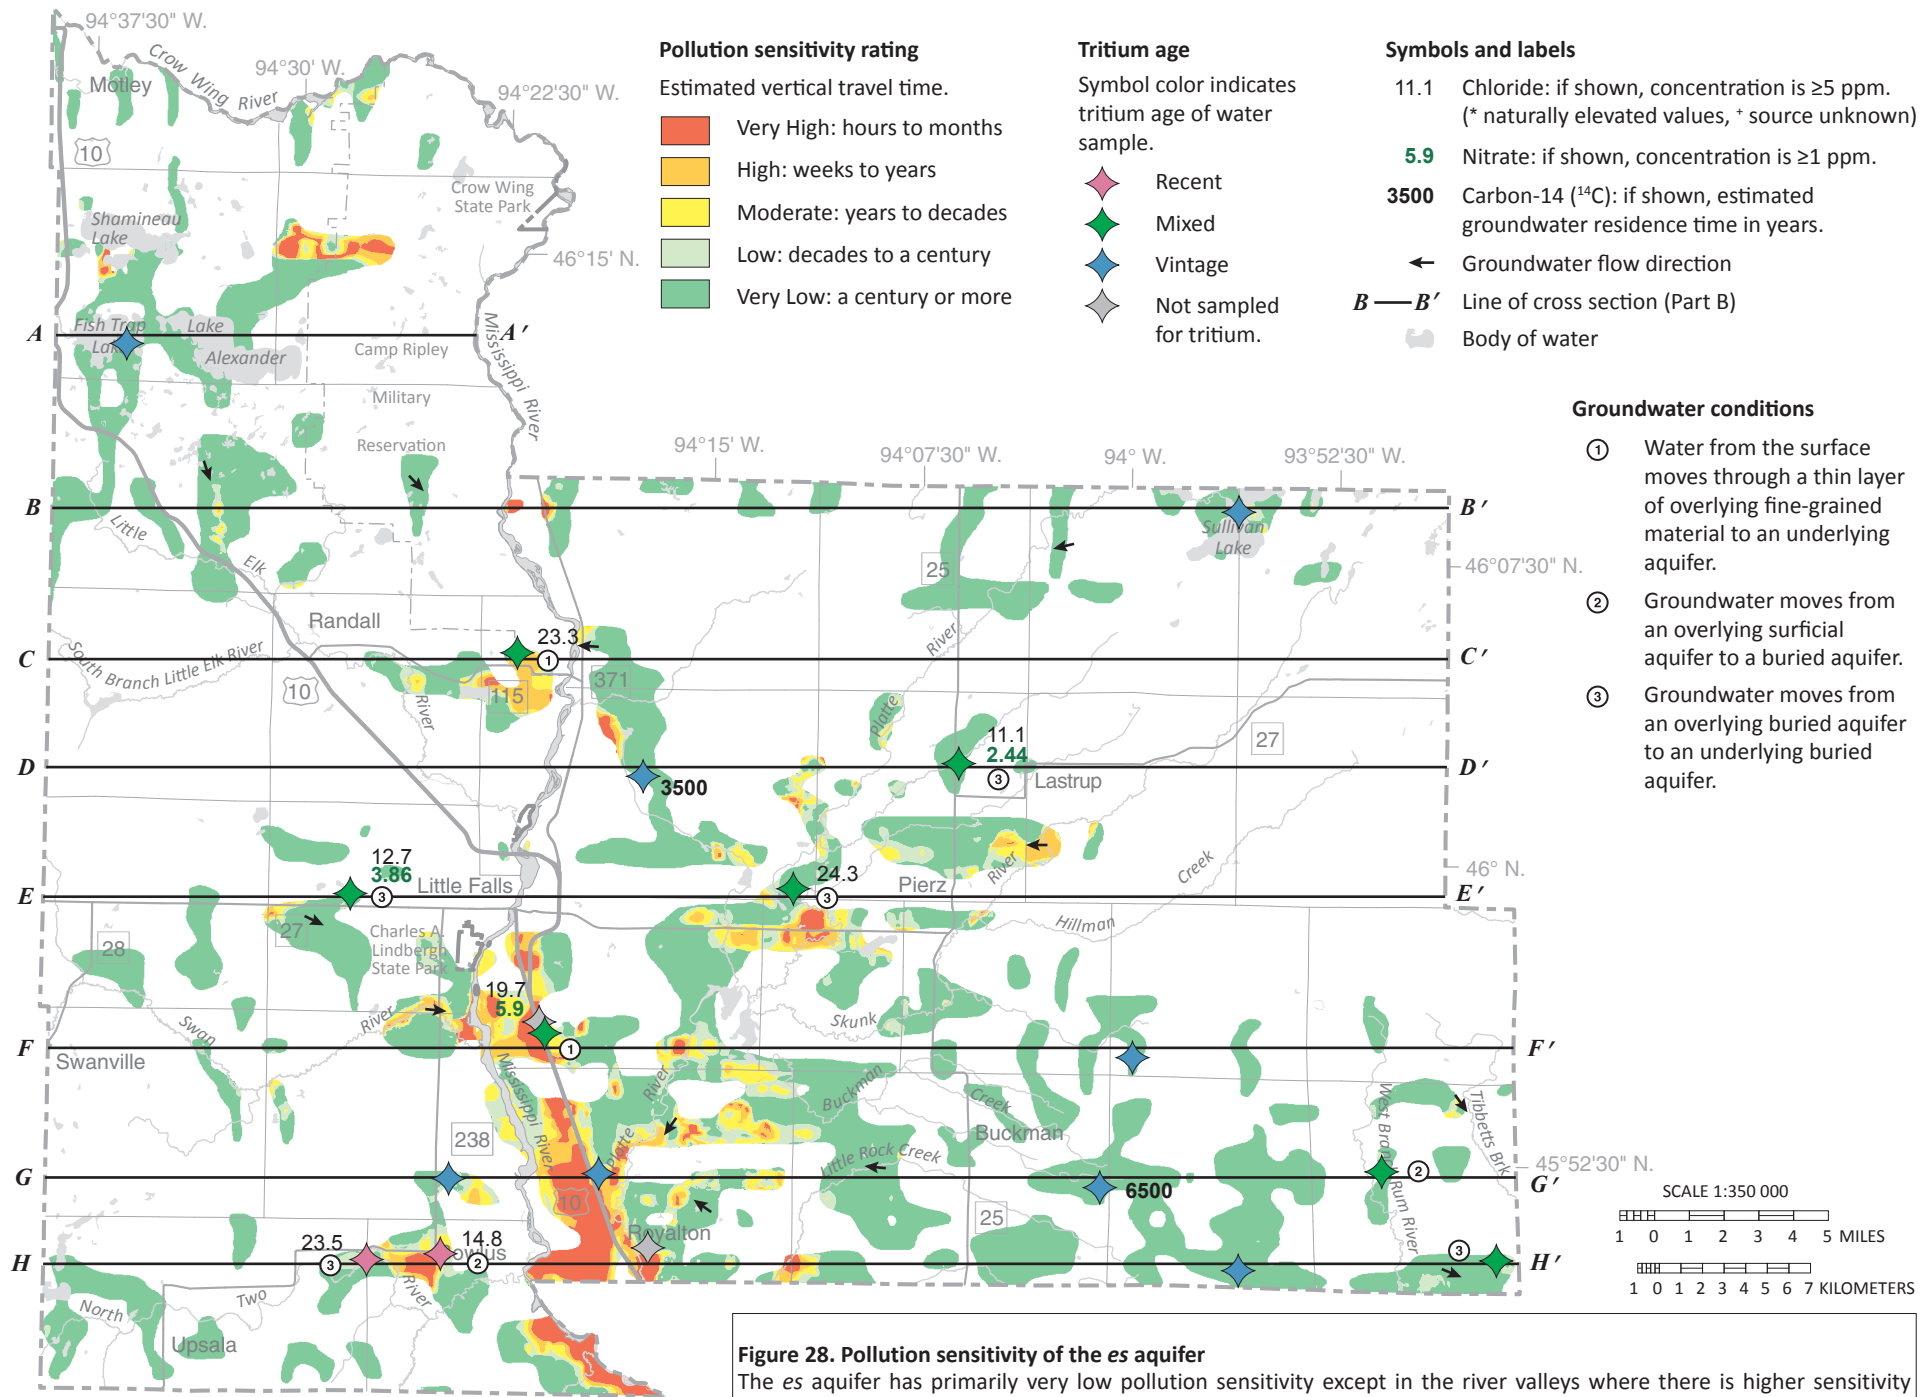 94°37'30" W.
Crow Wing River
Motley
94°30' W.
94°22'30" W.
10
Crow Wing
State Park
Shamineau
Lake
46°15' N.
A
Fish Trap
Lake
Lake
Alexander
A'
Camp Ripley
Military
Reservation
Mississippi River
94°15' W.
94°07'30" W.
94° W.
93°52'30" W.
B
B'
Little
Elk
Sullivan
Lake
25
46°07'30" N.
Randall
River
23.3
1
C
South Branch Little Elk River
C'
10
115
371
River
Platte
11.1
2.44
3
27
D
D'
3500
Lastrup
12.7
3.86
3
Little Falls
24.3
3
Pierz
River
Creek
46° N.
E
E'
Hillman
28
27
Charles A.
Lindbergh
State Park
19.7
5.9
1
Skunk
Swan
River
F
F'
Swanville
Mississippi River
River
Buckman
Creek
Buckman
West Branch
Rum River
Tibbetts Brk
238
Platte
Little Rock Creek
2
45°52'30" N.
G
G'
10
6500
25
Royalton
23.5
3
14.8
2
3
H
H'
North
Two
River
Upsala
Pollution sensitivity rating
Estimated vertical travel time.
Very High: hours to months
High: weeks to years
Moderate: years to decades
Low: decades to a century
Very Low: a century or more
Tritium age
Symbol color indicates
tritium age of water
sample.
Recent
Mixed
Vintage
Not sampled
for tritium.
Symbols and labels
11.1 Chloride: if shown, concentration is ≥5 ppm.
(* naturally elevated values, + source unknown)
5.9 Nitrate: if shown, concentration is ≥1 ppm.
3500 Carbon-14 (14C): if shown, estimated
groundwater residence time in years.
Groundwater flow direction
B — B' Line of cross section (Part B)
Body of water
Groundwater conditions
1 Water from the surface
moves through a thin layer
of overlying fine-grained
material to an underlying
aquifer.
2 Groundwater moves from
an overlying surficial
aquifer to a buried aquifer.
3 Groundwater moves from
an overlying buried aquifer
to an underlying buried
aquifer.
SCALE 1:350 000
1 0 1 2 3 4 5 MILES
1 0 1 2 3 4 5 6 7 KILOMETERS
Figure 28. Pollution sensitivity of the es aquifer
The es aquifer has primarily very low pollution sensitivity except in the river valleys where there is higher sensitivity